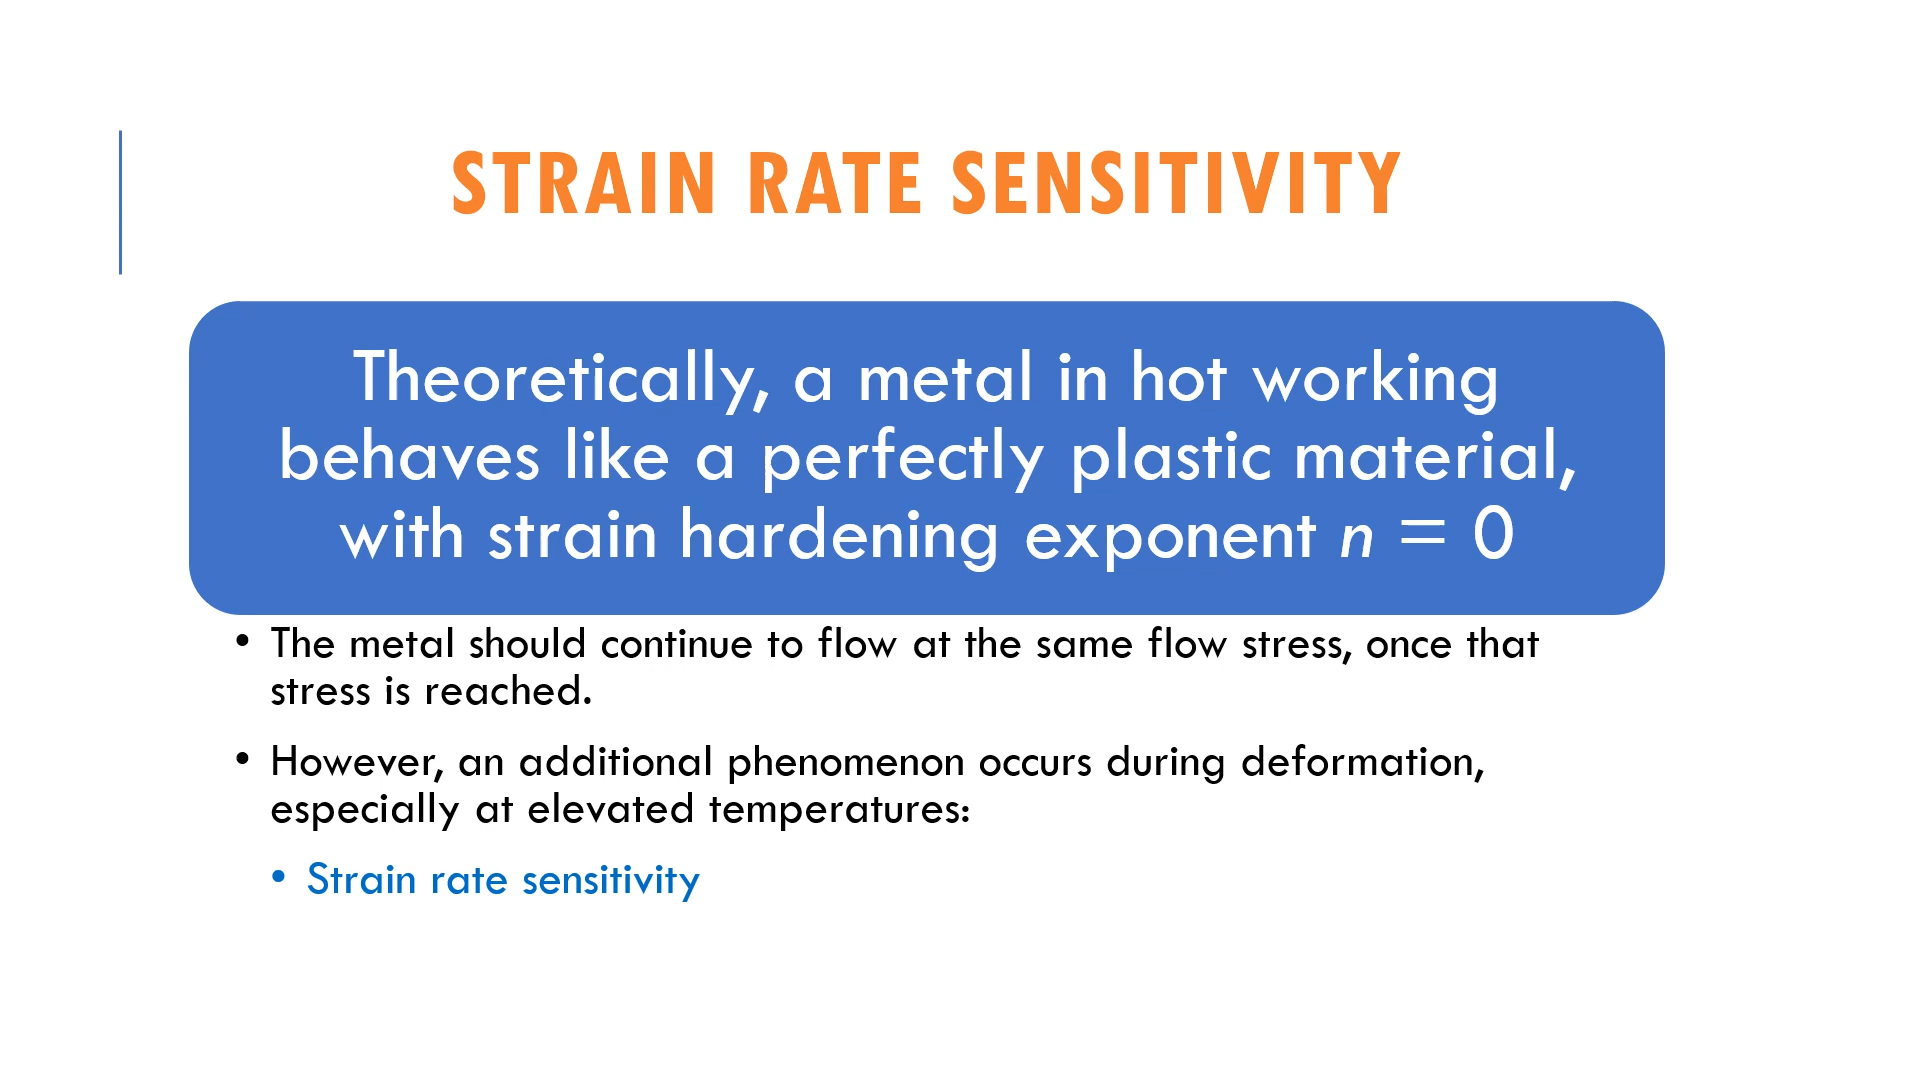 STRAIN RATE SENSITIVITY
Theoretically, a metal in hot working
behaves like a perfectly plastic material,
with strain hardening exponent n = 0
• The metal should continue to flow at the same flow stress, once that
stress is reached.
• However, an additional phenomenon occurs during deformation,
especially at elevated temperatures:
• Strain rate sensitivity